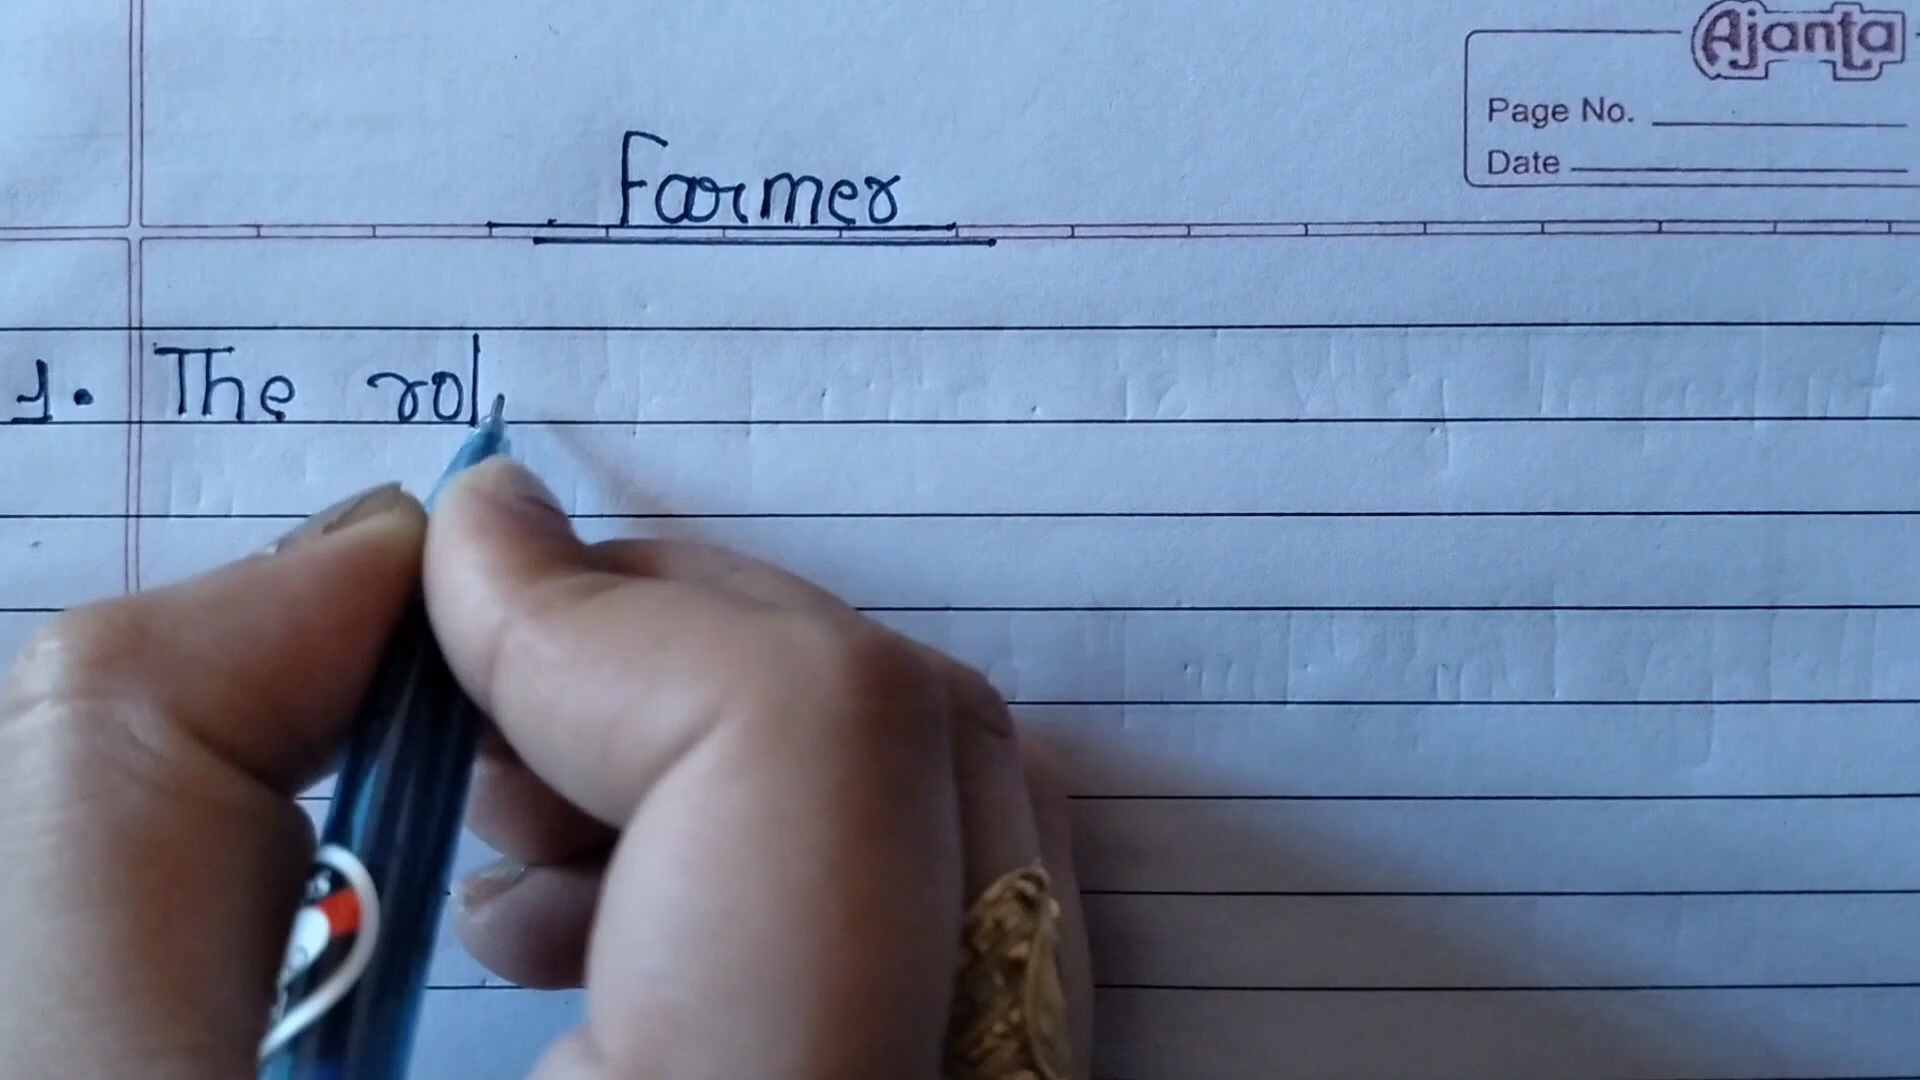 Ajanta
Page No.
Date
Farmer
1. The rol